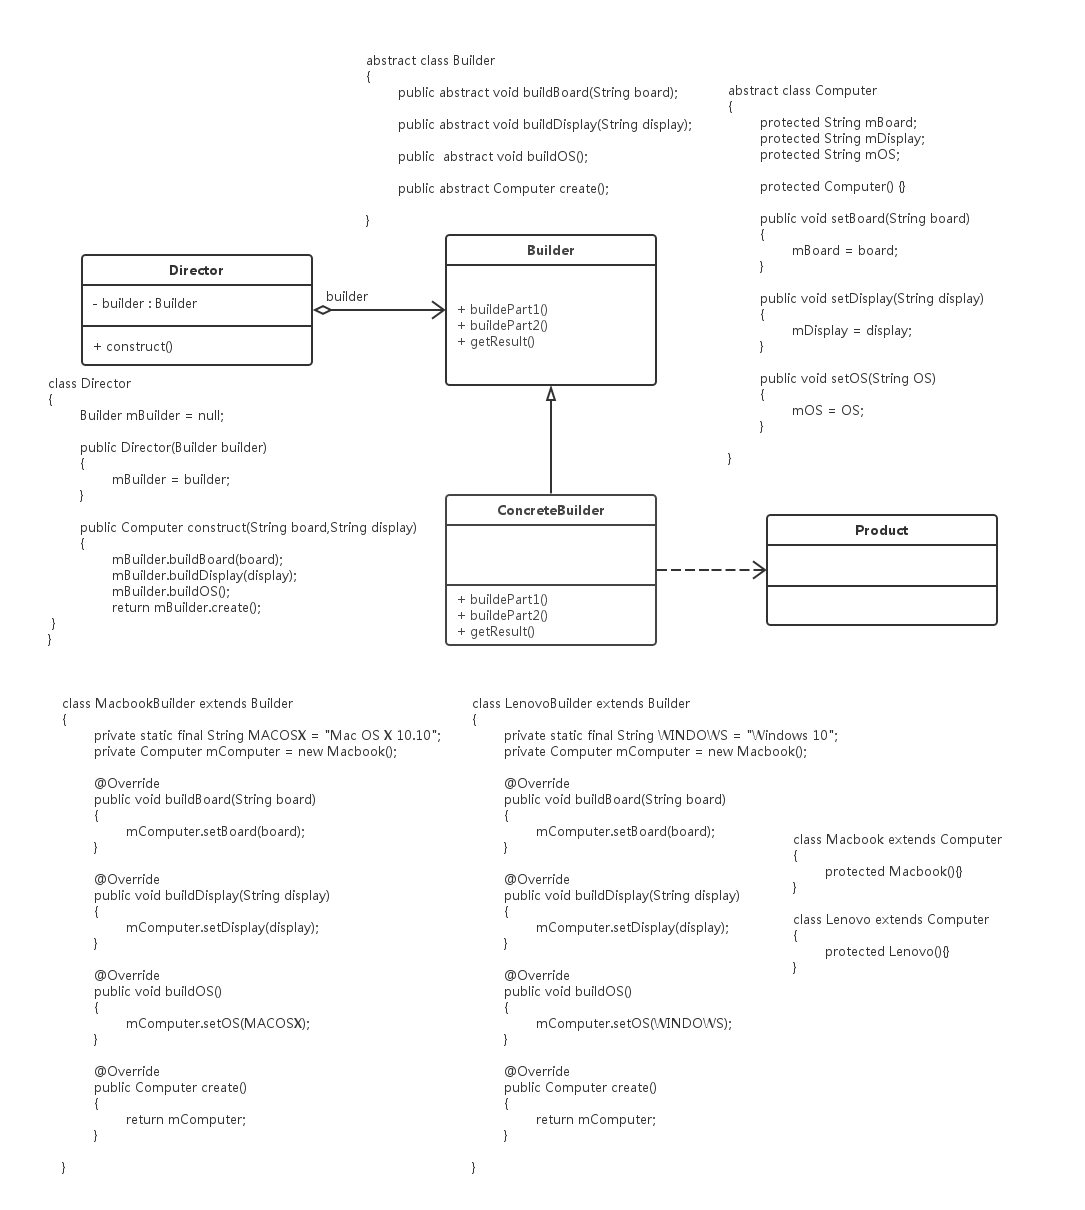 abstract class Builder
{
public abstract void buildBoard(String board);
public abstract void buildDisplay(String display);
public  abstract void buildOS();
public abstract Computer create();
}
abstract class Computer
{
protected String mBoard;
protected String mDisplay;
protected String mOS;
protected Computer() {}
public void setBoard(String board)
{
mBoard = board;
}
public void setDisplay(String display)
{
mDisplay = display;
}
public void setOS(String OS)
{
mOS = OS;
}
}
Director
- builder : Builder
+ construct()
builder
Builder
+ buildePart1()
+ buildePart2()
+ getResult()
class Director
{
Builder mBuilder = null;
public Director(Builder builder)
{
mBuilder = builder;
}
public Computer construct(String board,String display)
{
mBuilder.buildBoard(board);
mBuilder.buildDisplay(display);
mBuilder.buildOS();
return mBuilder.create();
}
}
ConcreteBuilder
+ buildePart1()
+ buildePart2()
+ getResult()
Product
class MacbookBuilder extends Builder
{
private static final String MACOSX = "Mac OS X 10.10";
private Computer mComputer = new Macbook();
@Override
public void buildBoard(String board)
{
mComputer.setBoard(board);
}
@Override
public void buildDisplay(String display)
{
mComputer.setDisplay(display);
}
@Override
public void buildOS()
{
mComputer.setOS(MACOSX);
}
@Override
public Computer create()
{
return mComputer;
}
}
class LenovoBuilder extends Builder
{
private static final String WINDOWS = "Windows 10";
private Computer mComputer = new Macbook();
@Override
public void buildBoard(String board)
{
mComputer.setBoard(board);
}
@Override
public void buildDisplay(String display)
{
mComputer.setDisplay(display);
}
@Override
public void buildOS()
{
mComputer.setOS(WINDOWS);
}
@Override
public Computer create()
{
return mComputer;
}
}
class Macbook extends Computer
{
protected Macbook(){}
}
class Lenovo extends Computer
{
protected Lenovo(){}
}